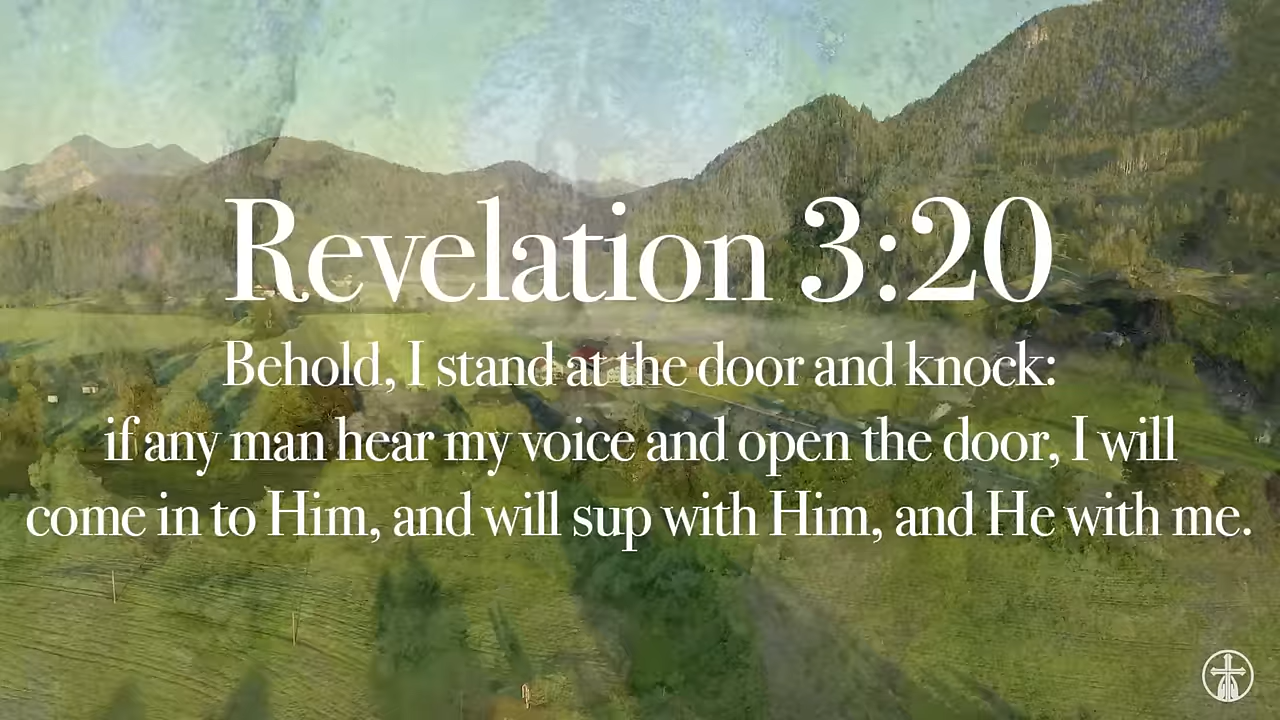 Revelation 3:20
Behold, I stand at the door and knock:
if any man hear my voice and open the door, I will
come in to Him, and will sup with Him, and He with me.